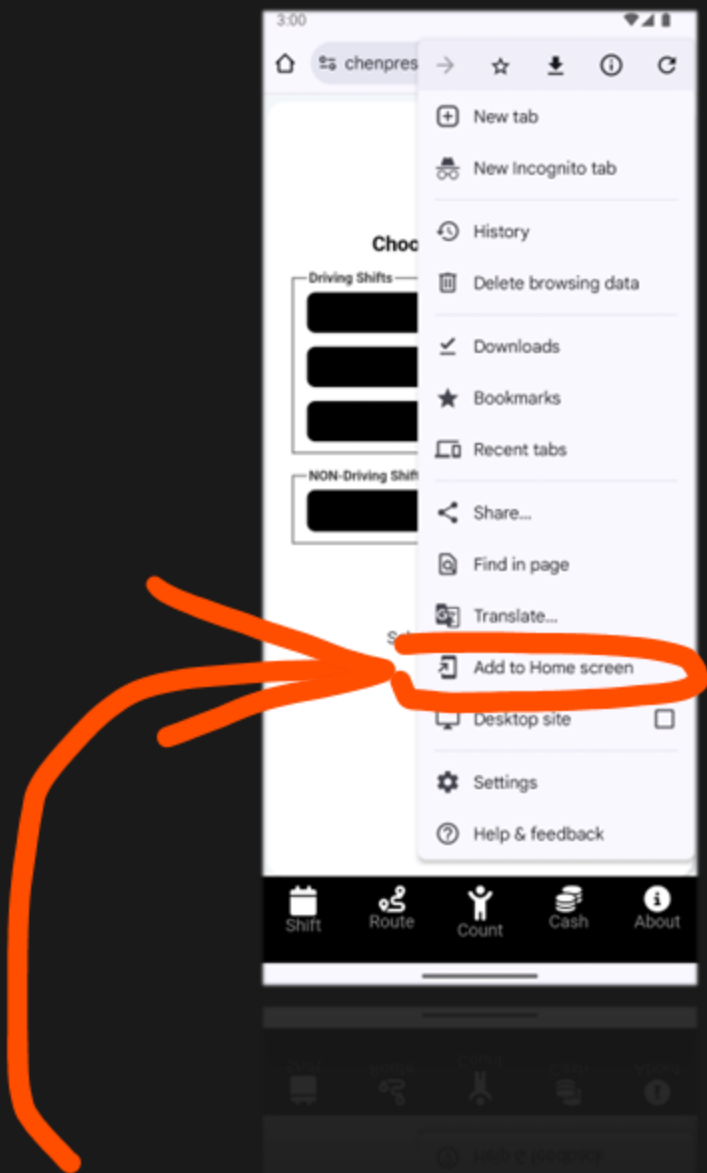 3:00
chenpres
New tab
New Incognito tab
History
Delete browsing data
Choo
Driving Shifts
Downloads
Bookmarks
Recent tabs
NON-Driving Shif
Share...
Find in page
Translate...
Add to Home screen
Desktop site
Settings
Help & feedback
Shift
Route
Count
Cash
About